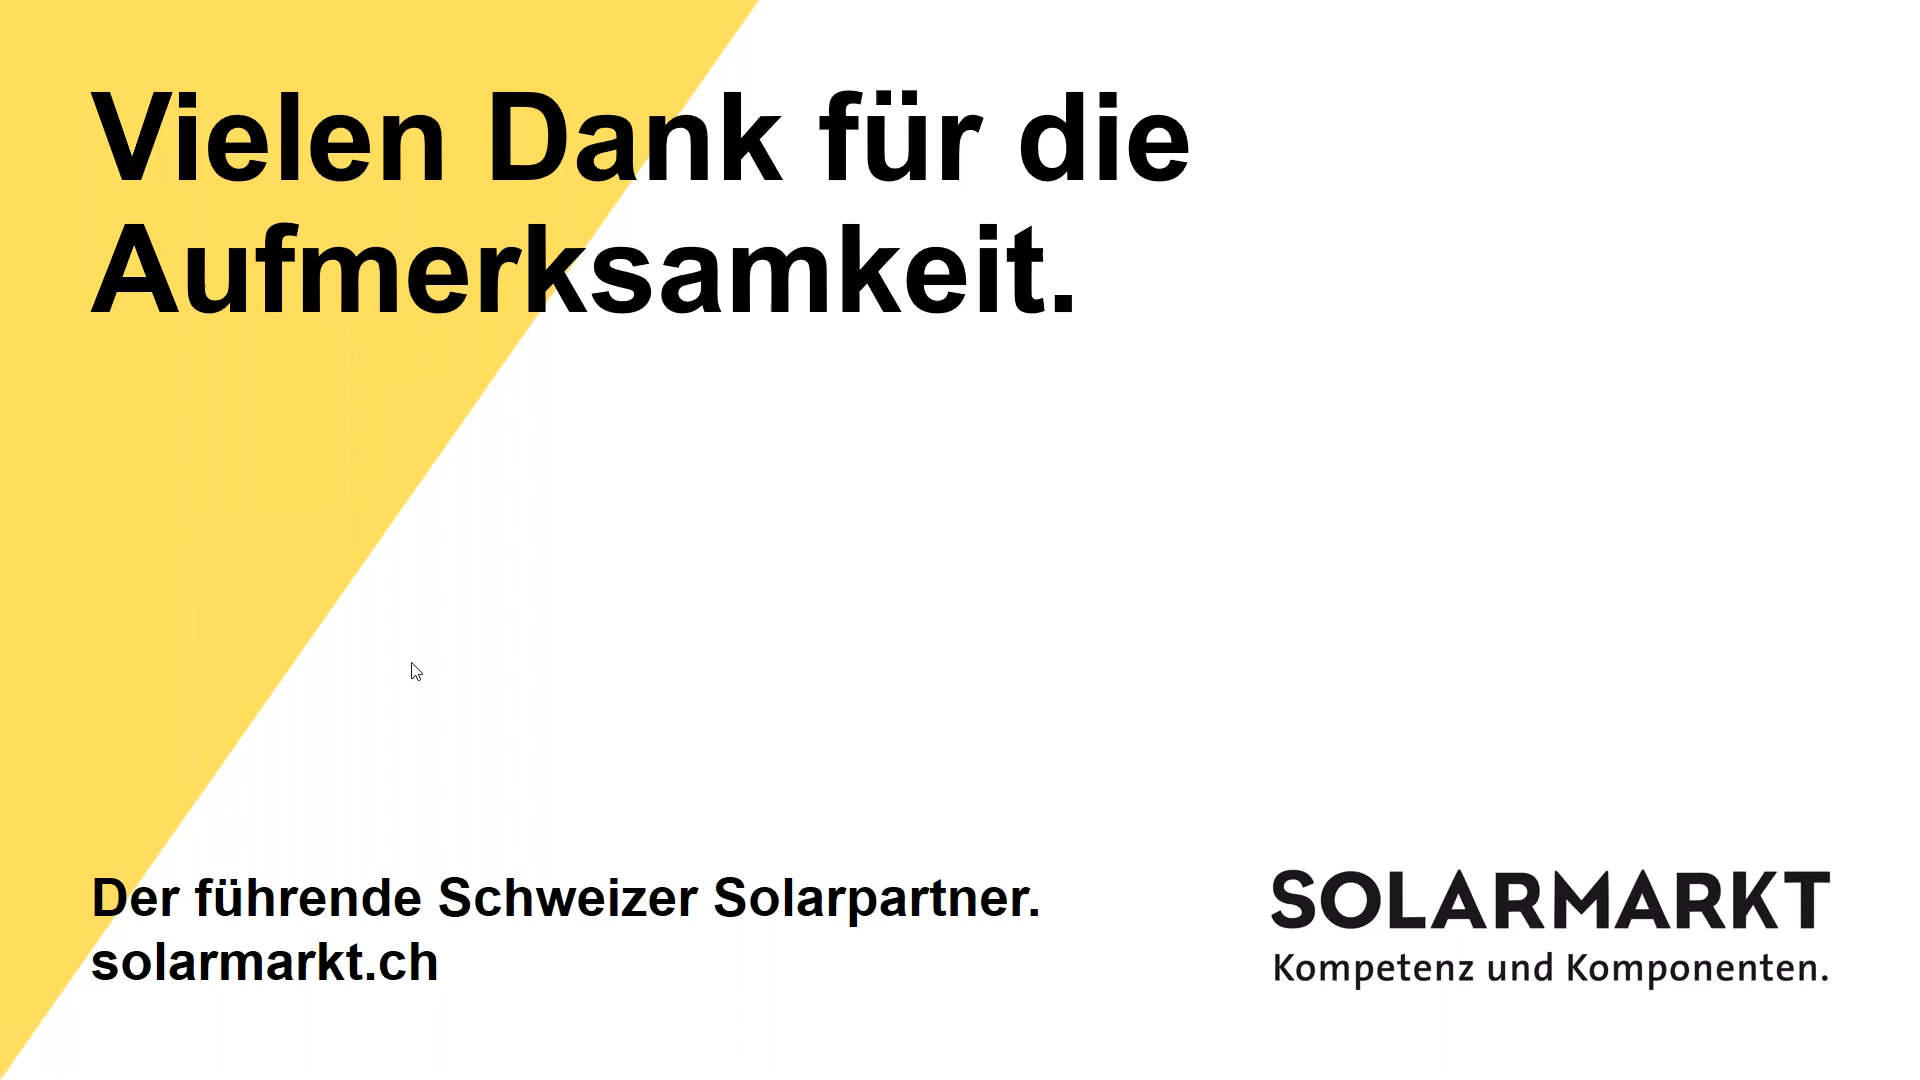 Vielen Dank für die
Aufmerksamkeit.
Der führende Schweizer Solarpartner.
solarmarkt.ch
SOLARMARKT
Kompetenz und Komponenten.